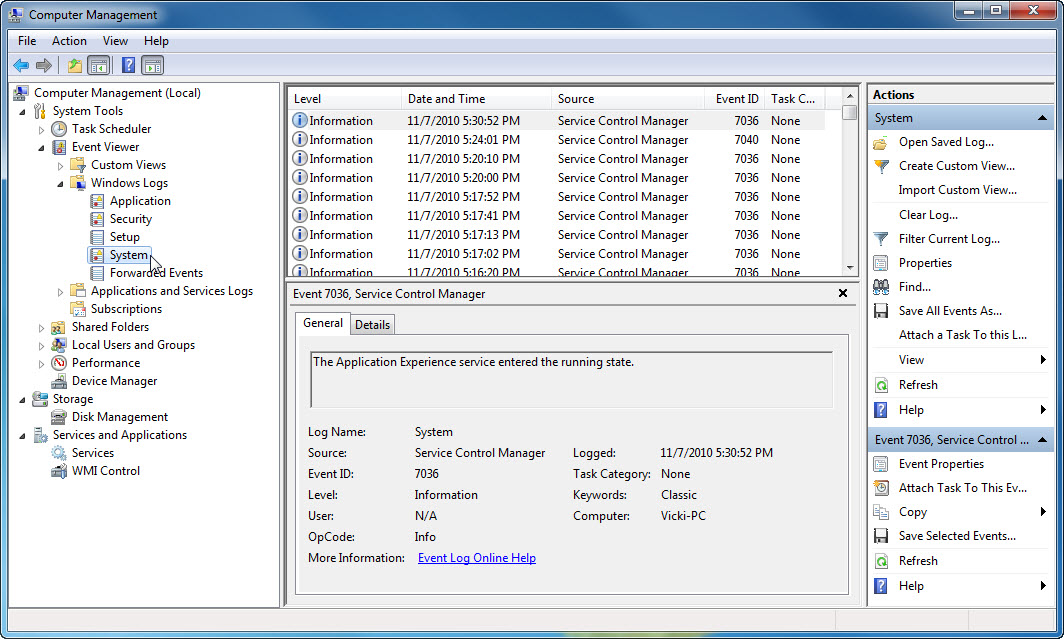 Computer Management
File Action View Help
Computer Management (Local)
System Tools
Task Scheduler
Event Viewer
Custom Views
Windows Logs
Application
Security
Setup
System
Forwarded Events
Applications and Services Logs
Subscriptions
Shared Folders
Local Users and Groups
Performance
Device Manager
Storage
Disk Management
Services and Applications
Services
WMI Control
Level Date and Time Source Event ID Task C...
Information 11/7/2010 5:30:52 PM Service Control Manager 7036 None
Information 11/7/2010 5:24:01 PM Service Control Manager 7040 None
Information 11/7/2010 5:20:10 PM Service Control Manager 7036 None
Information 11/7/2010 5:20:00 PM Service Control Manager 7036 None
Information 11/7/2010 5:17:52 PM Service Control Manager 7036 None
Information 11/7/2010 5:17:41 PM Service Control Manager 7036 None
Information 11/7/2010 5:17:13 PM Service Control Manager 7036 None
Information 11/7/2010 5:17:02 PM Service Control Manager 7036 None
Information 11/7/2010 5:16:20 PM Service Control Manager 7036 None
Event 7036, Service Control Manager
General Details
The Application Experience service entered the running state.
Log Name: System
Source: Service Control Manager Logged: 11/7/2010 5:30:52 PM
Event ID: 7036 Task Category: None
Level: Information Keywords: Classic
User: N/A Computer: Vicki-PC
OpCode: Info
More Information: Event Log Online Help
Actions
System
Open Saved Log...
Create Custom View...
Import Custom View...
Clear Log...
Filter Current Log...
Properties
Find...
Save All Events As...
Attach a Task To this L...
View
Refresh
Help
Event 7036, Service Control ...
Event Properties
Attach Task To This Ev...
Copy
Save Selected Events...
Refresh
Help